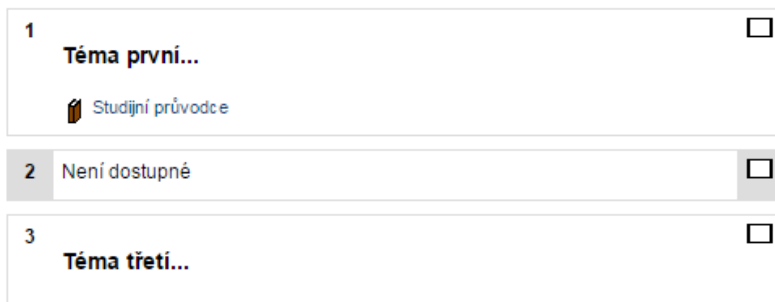 1
Téma první...
Studijní průvodce
2 Není dostupné
3
Téma třetí...